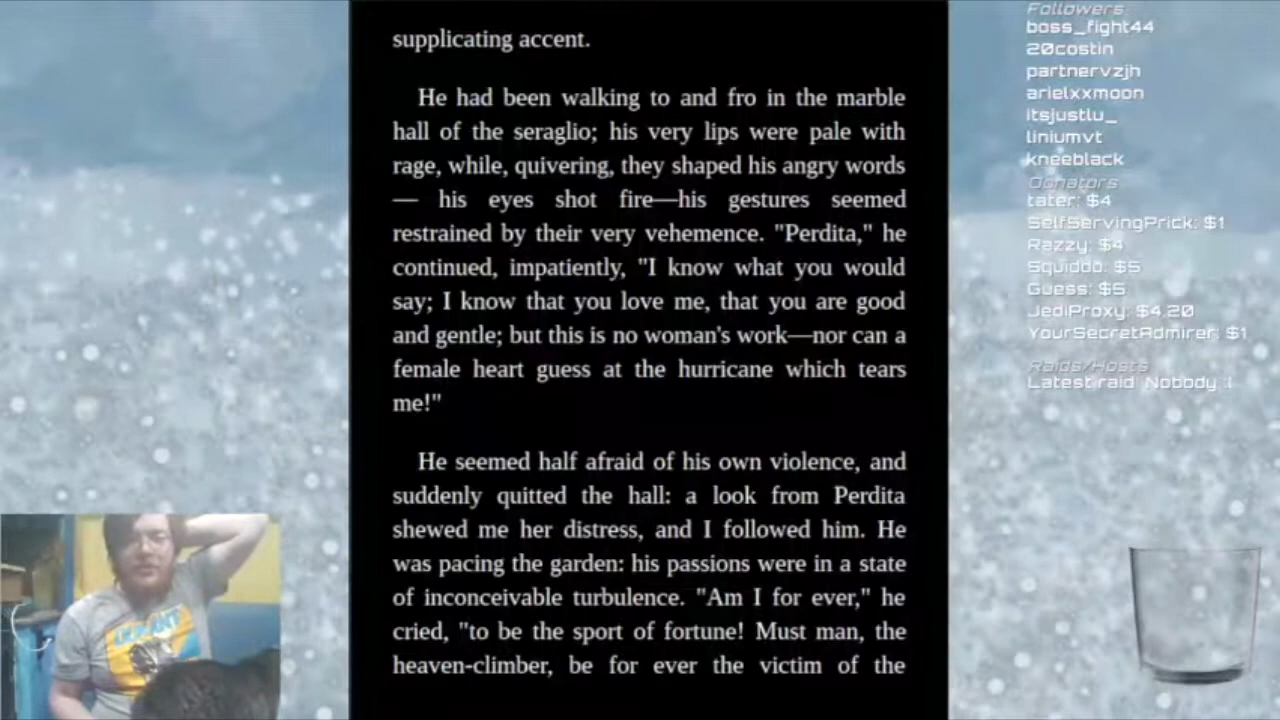 supplicating accent.
He had been walking to and fro in the marble
hall of the seraglio; his very lips were pale with
rage, while, quivering, they shaped his angry words
— his eyes shot fire—his gestures seemed
restrained by their very vehemence. "Perdita," he
continued, impatiently, "I know what you would
say; I know that you love me, that you are good
and gentle; but this is no woman's work—nor can a
female heart guess at the hurricane which tears
me!"
He seemed half afraid of his own violence, and
suddenly quitted the hall: a look from Perdita
shewed me her distress, and I followed him. He
was pacing the garden: his passions were in a state
of inconceivable turbulence. "Am I for ever," he
cried, "to be the sport of fortune! Must man, the
heaven-climber, be for ever the victim of the
Followers
boss_fight44
20costin
partnervzjh
arielxxmoon
itsjustlu_
liniumvt
kneeblack
Donators
tater: $4
SelfServingPrick: $1
Razzy: $4
Squiddo: $5
Guess: $5
JediProxy: $4.20
YourSecretAdmirer: $1
Raids/Hosts
Latest raid Nobody :(